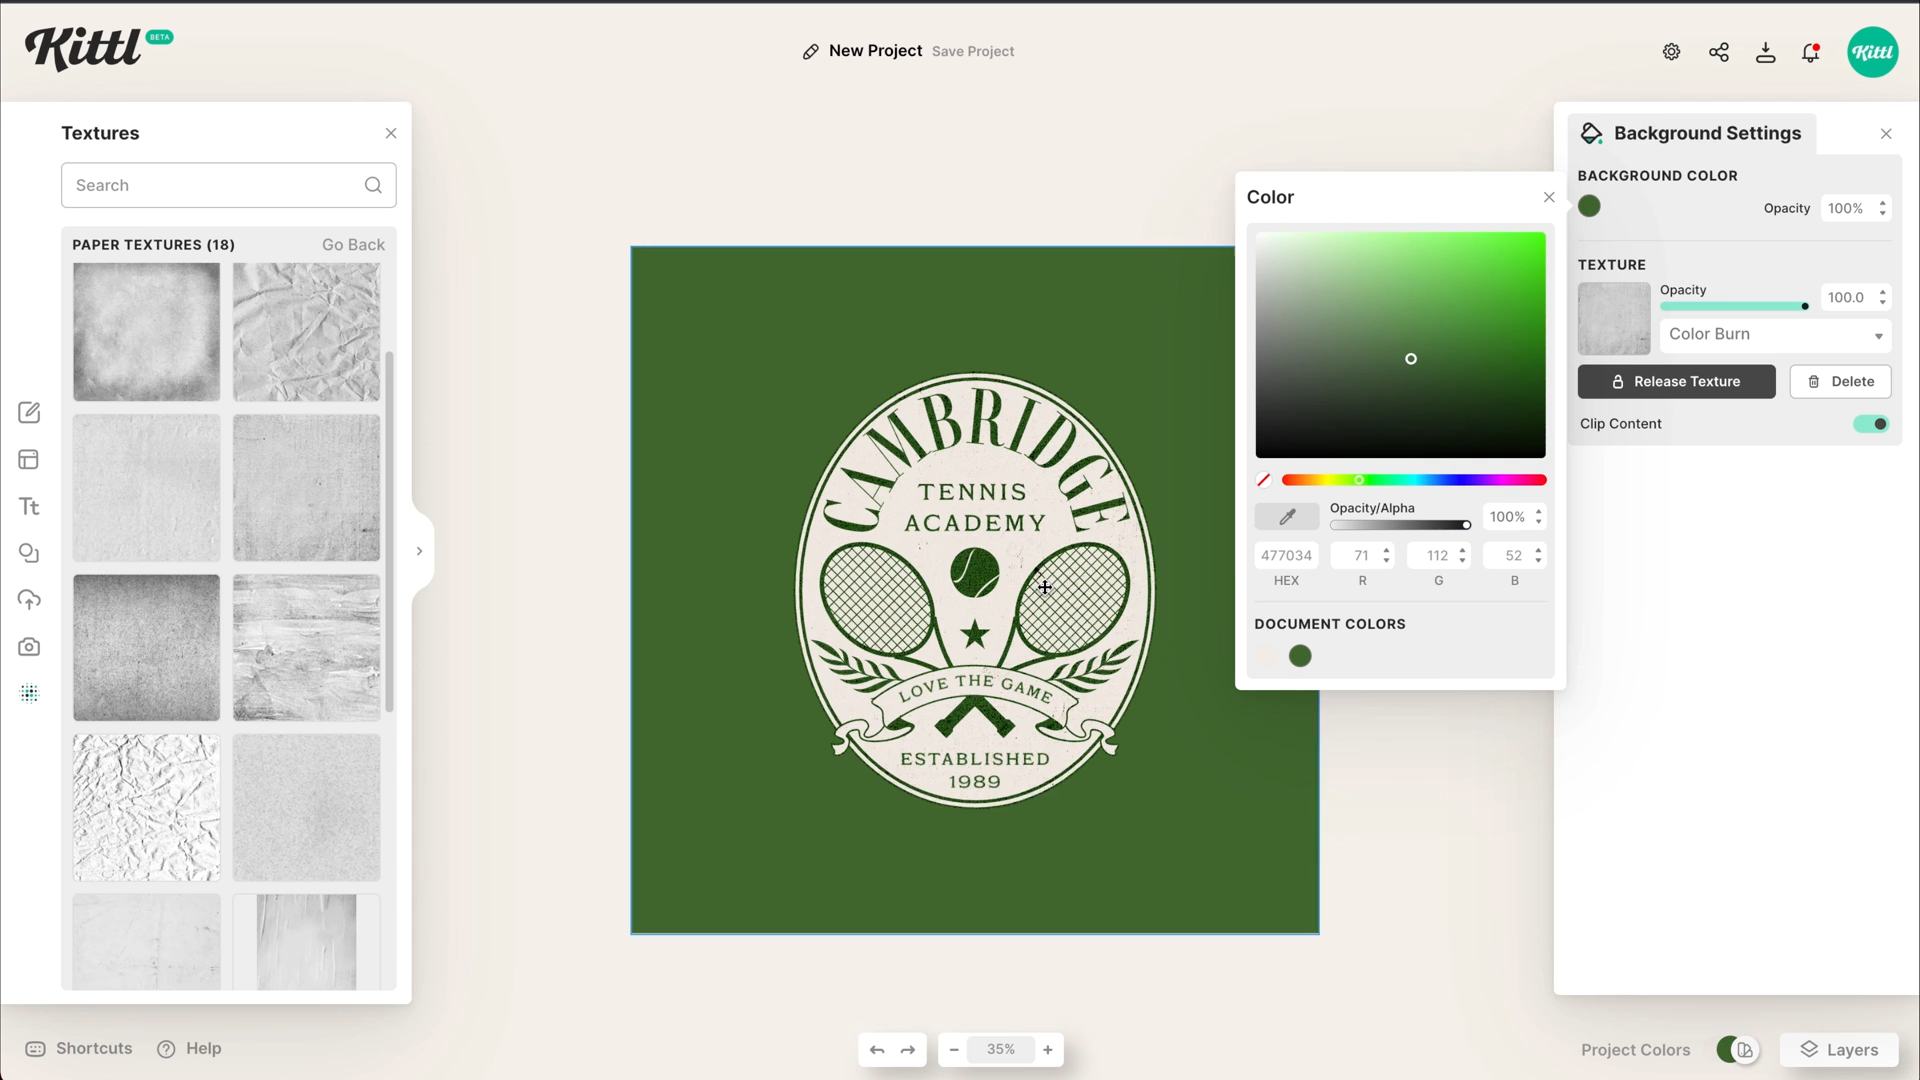 Kittl BETA
New Project Save Project
Kittl
Textures
Search
PAPER TEXTURES (18) Go Back
Tt
CAMBRIDGE
TENNIS
ACADEMY
LOVE THE GAME
ESTABLISHED
1989
Color
Opacity/Alpha
100%
477034 71 112 52
HEX R G B
DOCUMENT COLORS
Background Settings
BACKGROUND COLOR
Opacity 100%
TEXTURE
Opacity
100.0
Color Burn
Release Texture Delete
Clip Content
Shortcuts Help
35%
Project Colors Layers